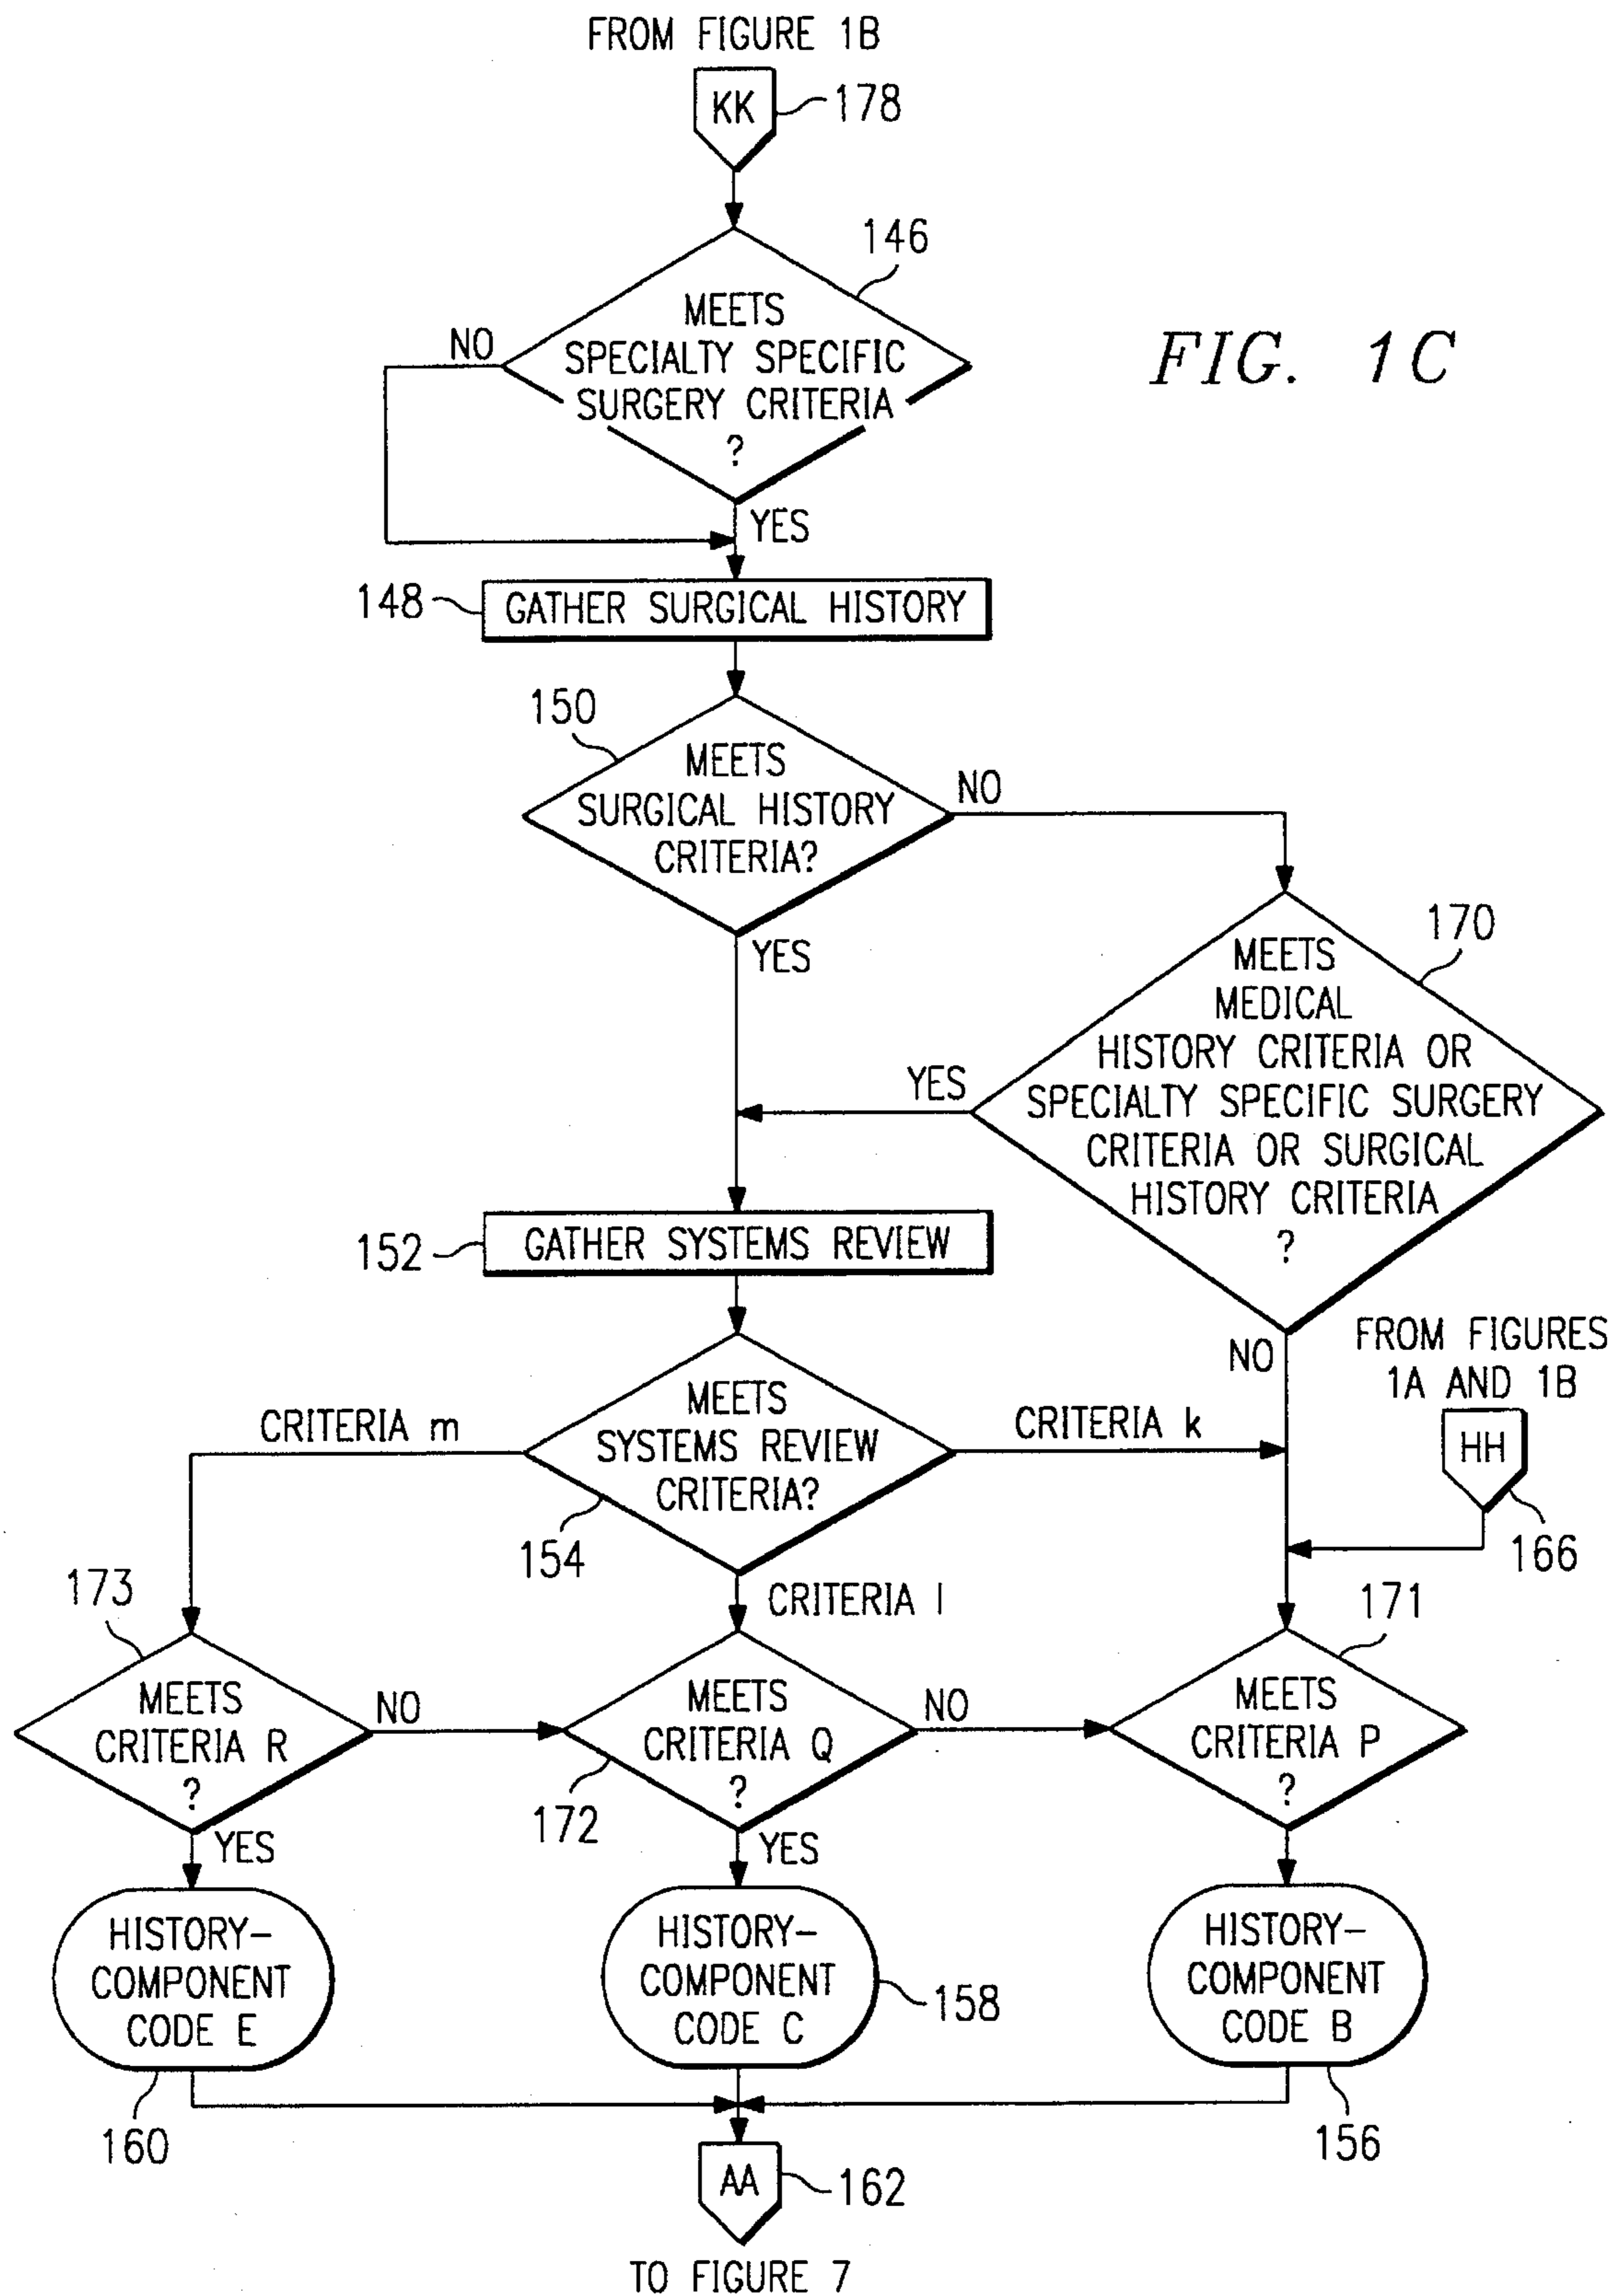 FROM FIGURE 1B
KK
178
146
MEETS
SPECIALTY SPECIFIC
SURGERY CRITERIA
?
NO
YES
FIG. 1C
148
GATHER SURGICAL HISTORY
150
MEETS
SURGICAL HISTORY
CRITERIA?
NO
YES
170
MEETS
MEDICAL
HISTORY CRITERIA OR
SPECIALTY SPECIFIC SURGERY
CRITERIA OR SURGICAL
HISTORY CRITERIA
?
YES
NO
152
GATHER SYSTEMS REVIEW
FROM FIGURES
1A AND 1B
HH
166
MEETS
SYSTEMS REVIEW
CRITERIA?
154
CRITERIA m
CRITERIA k
CRITERIA l
173
MEETS
CRITERIA R
?
NO
YES
172
MEETS
CRITERIA Q
?
NO
YES
171
MEETS
CRITERIA P
?
HISTORY-
COMPONENT
CODE E
160
HISTORY-
COMPONENT
CODE C
158
HISTORY-
COMPONENT
CODE B
156
AA
162
TO FIGURE 7